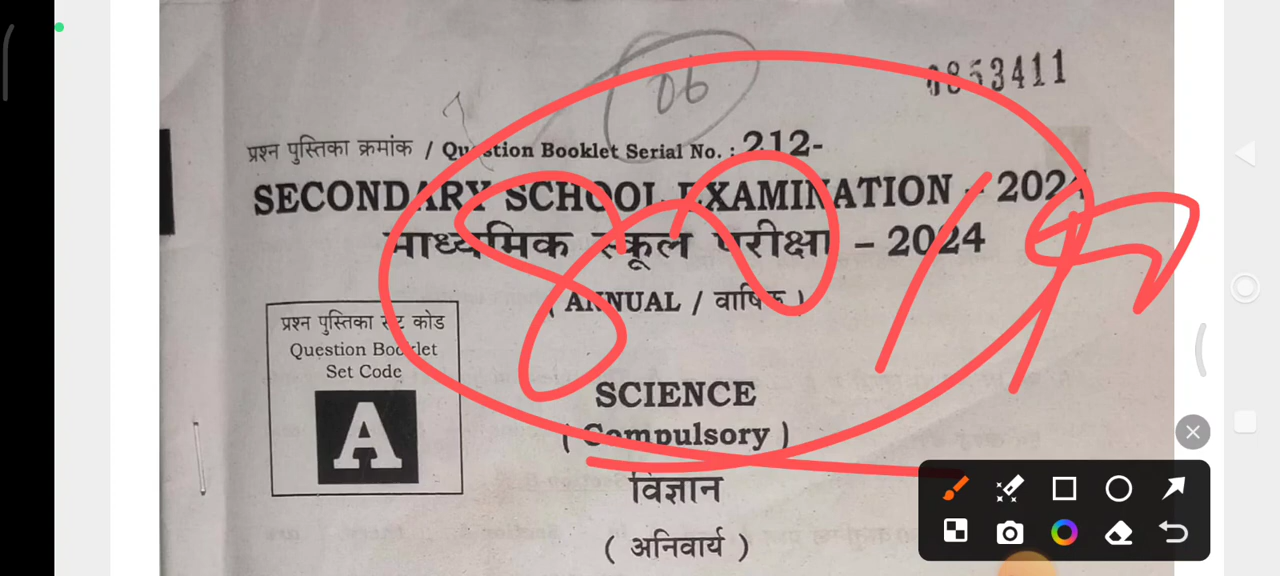 06
0853411
प्रश्न पुस्तिका क्रमांक / Question Booklet Serial No. : 212-
SECONDARY SCHOOL EXAMINATION - 2024
माध्यमिक स्कूल परीक्षा - 2024
( ANNUAL / वार्षिक )
प्रश्न पुस्तिका सेट कोड
Question Booklet
Set Code
A
SCIENCE
( Compulsory )
विज्ञान
( अनिवार्य )